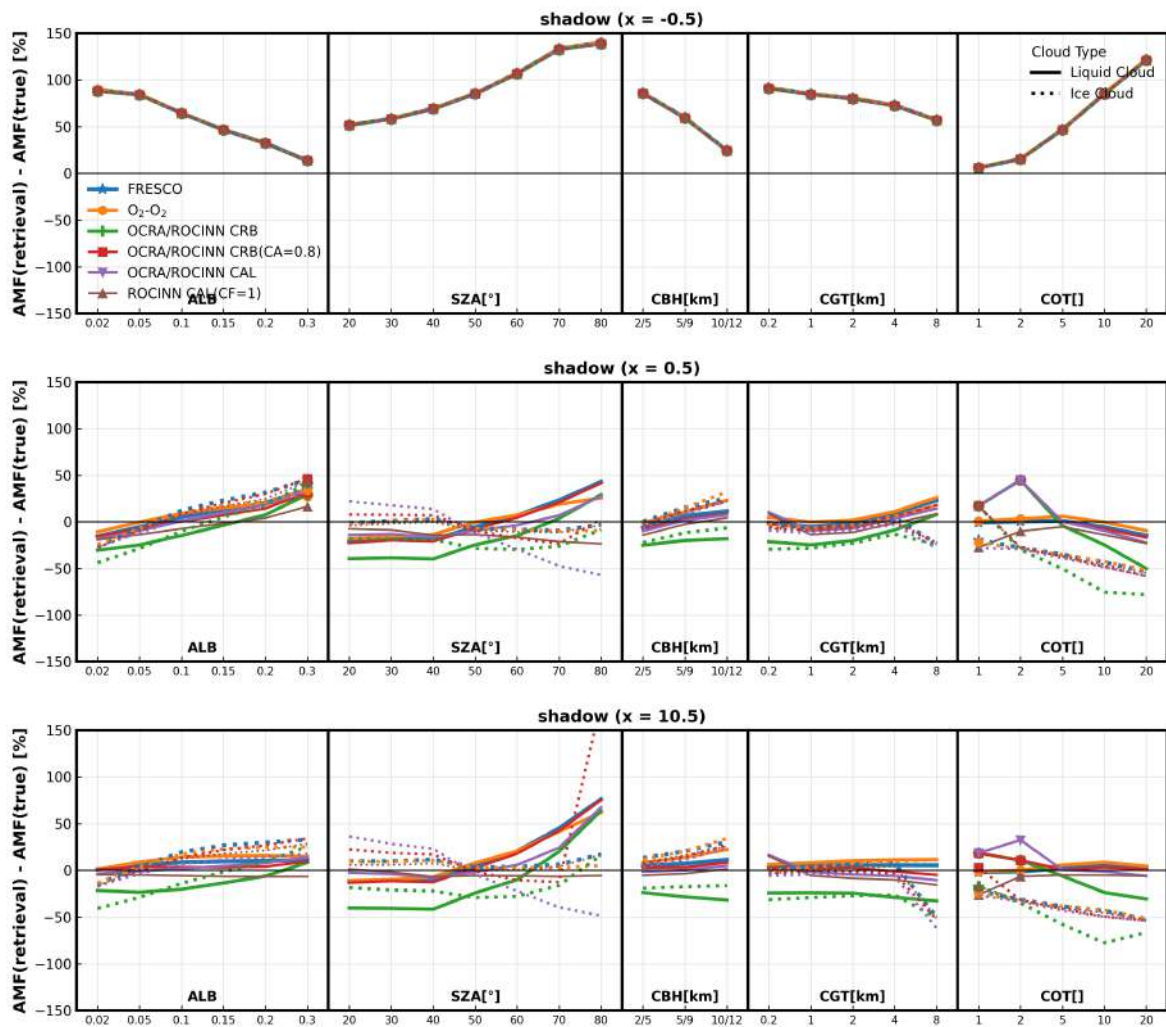 shadow (x = -0.5)
AMF(retrieval) - AMF(true) [%]
150
100
50
0
−50
−100
−150
Cloud Type
Liquid Cloud
Ice Cloud
FRESCO
O₂-O₂
OCRA/ROCINN CRB
OCRA/ROCINN CRB(CA=0.8)
OCRA/ROCINN CAL
ROCINN CAL(CF=1)
ALB SZA[°] CBH[km] CGT[km] COT[]
0.02 0.05 0.1 0.15 0.2 0.3 20 30 40 50 60 70 80 2/5 5/9 10/12 0.2 1 2 4 8 1 2 5 10 20
shadow (x = 0.5)
AMF(retrieval) - AMF(true) [%]
150
100
50
0
−50
−100
−150
ALB SZA[°] CBH[km] CGT[km] COT[]
0.02 0.05 0.1 0.15 0.2 0.3 20 30 40 50 60 70 80 2/5 5/9 10/12 0.2 1 2 4 8 1 2 5 10 20
shadow (x = 10.5)
AMF(retrieval) - AMF(true) [%]
150
100
50
0
−50
−100
−150
ALB SZA[°] CBH[km] CGT[km] COT[]
0.02 0.05 0.1 0.15 0.2 0.3 20 30 40 50 60 70 80 2/5 5/9 10/12 0.2 1 2 4 8 1 2 5 10 20